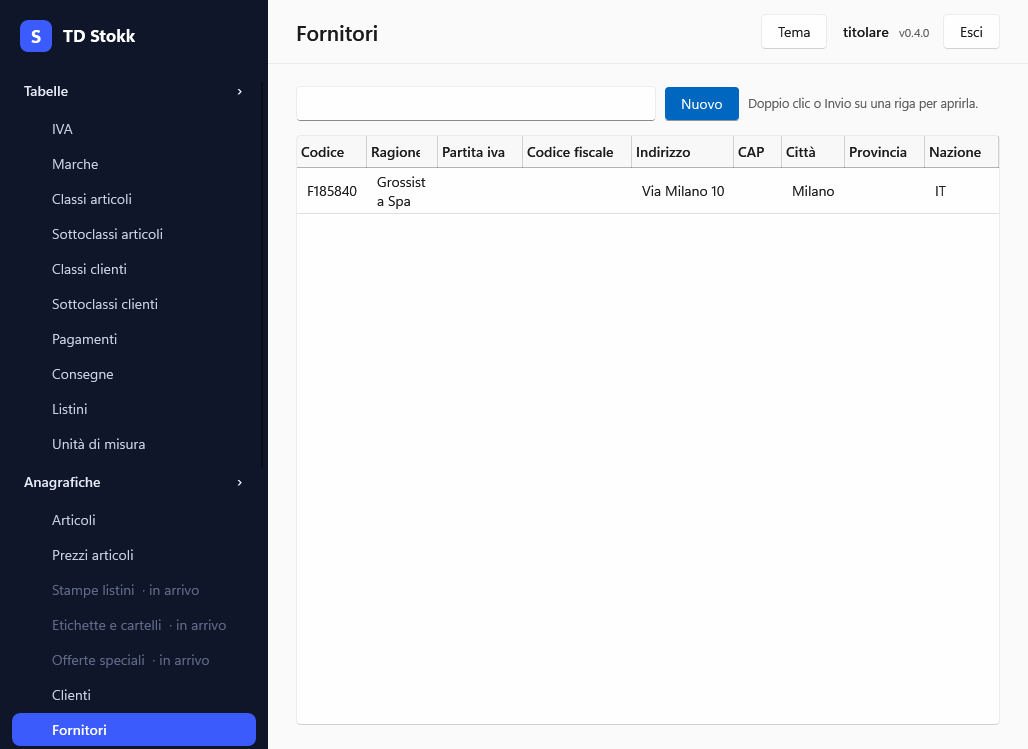 S TD Stokk
Tabelle
IVA
Marche
Classi articoli
Sottoclassi articoli
Classi clienti
Sottoclassi clienti
Pagamenti
Consegne
Listini
Unità di misura
Anagrafiche
Articoli
Prezzi articoli
Stampe listini · in arrivo
Etichette e cartelli · in arrivo
Offerte speciali · in arrivo
Clienti
Fornitori
Fornitori
Tema titolare v0.4.0 Esci
Nuovo Doppio clic o Invio su una riga per aprirla.
Codice Ragione Partita iva Codice fiscale Indirizzo CAP Città Provincia Nazione
F185840 Grossist Via Milano 10 Milano IT
a Spa